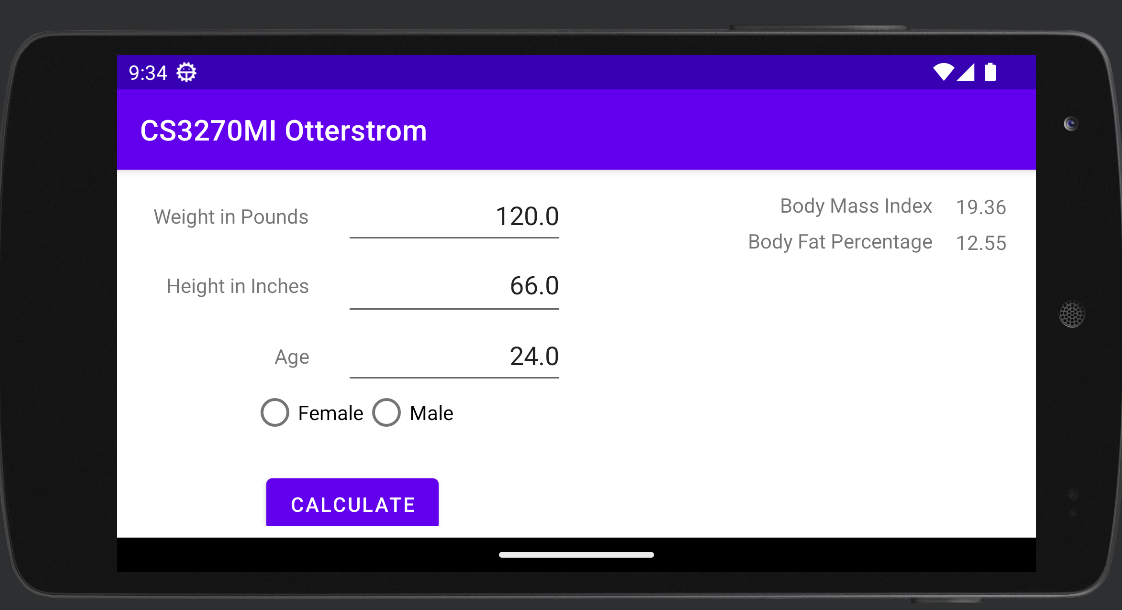 9:34
CS3270MI Otterstrom
Weight in Pounds 120.0
Height in Inches 66.0
Age 24.0
Female Male
CALCULATE
Body Mass Index 19.36
Body Fat Percentage 12.55